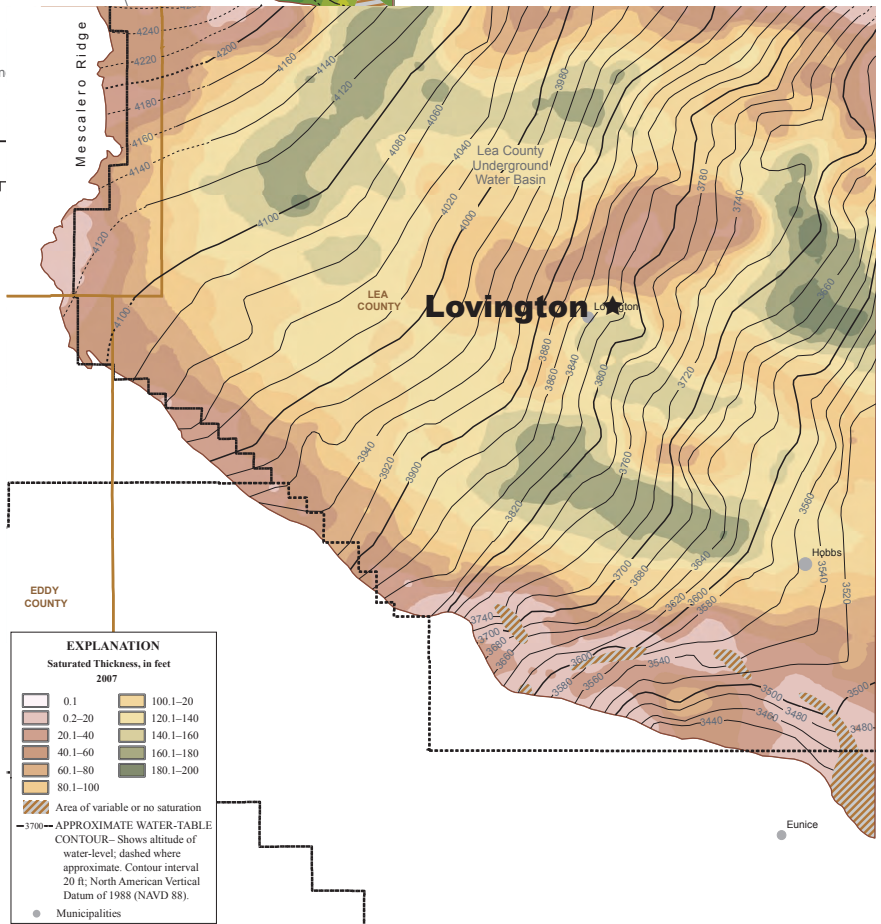 n
Mescalero Ridge
4240
4220
4200
4180
4160
4160
4140
4140
4120
4120
4100
4100
4080
4060
4040
4020
4000
3980
Lea County
Underground
Water Basin
3780
3740
LEA
COUNTY
Lovington
3880
3860
3840
3800
3720
3940
3920
3900
3820
3760
3560
Hobbs
3540
3520
3700
3680
3640
3620
3600
3580
3740
3700
3680
3660
3600
3580
3560
3540
3500
3480
3460
3440
3500
3480
Eunice
EDDY
COUNTY
EXPLANATION
Saturated Thickness, in feet
2007
0.1
0.2–20
20.1–40
40.1–60
60.1–80
80.1–100
100.1–20
120.1–140
140.1–160
160.1–180
180.1–200
Area of variable or no saturation
3700 APPROXIMATE WATER-TABLE
CONTOUR– Shows altitude of
water-level; dashed where
approximate. Contour interval
20 ft; North American Vertical
Datum of 1988 (NAVD 88).
Municipalities